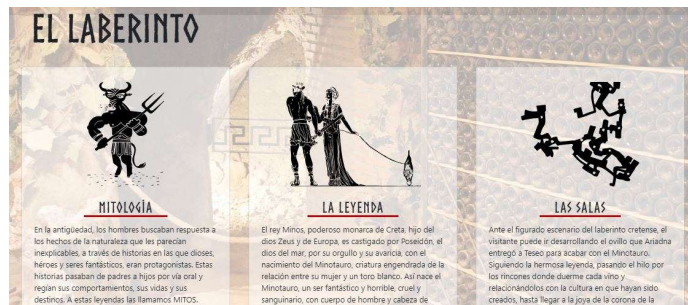 EL LABERINTO
MITOLOGÍA
En la antigüedad, los hombres buscaban respuesta a
los hechos de la naturaleza que les parecían
inexplicables, a través de historias en las que dioses,
héroes y seres fantásticos, eran protagonistas. Estas
historias pasaban de padres a hijos por vía oral y
regían sus comportamientos, sus vidas y sus
destinos. A estas leyendas las llamamos MITOS.
LA LEYENDA
El rey Minos, poderoso monarca de Creta, hijo del
dios Zeus y de Europa, es castigado por Poseidón, el
dios del mar, por su orgullo y su avaricia, con el
nacimiento del Minotauro, criatura engendrada de la
relación entre su mujer y un toro blanco. Así nace el
Minotauro, un ser fantástico y horrible, cruel y
sanguinario, con cuerpo de hombre y cabeza de
LAS SALAS
Ante el figurado escenario del laberinto cretense, el
visitante puede ir desarrollando el ovillo que Ariadna
entregó a Teseo para acabar con el Minotauro.
Siguiendo la hermosa leyenda, pasando el hilo por
los rincones donde duerme cada vino y
relacionándolos con la cultura en que hayan sido
creados, hasta llegar a la joya de la corona de la